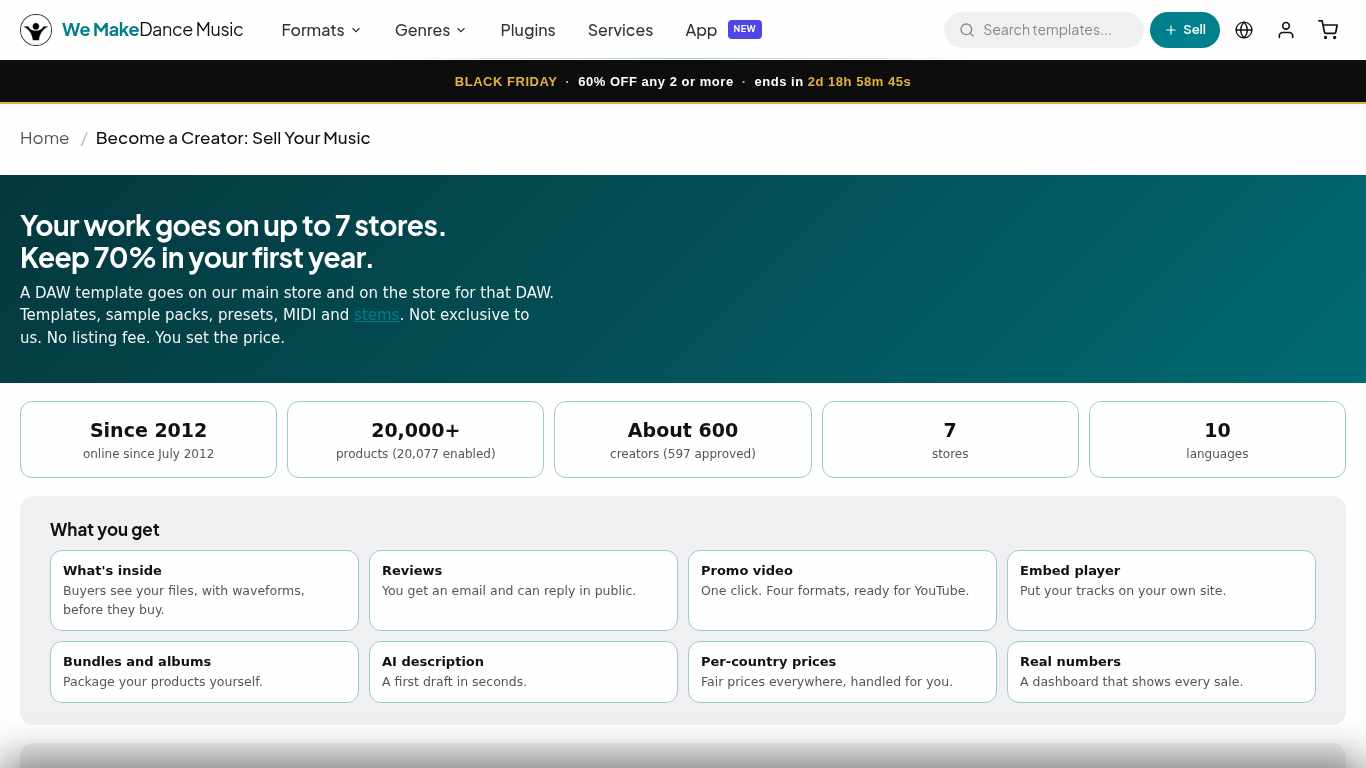 We MakeDance Music
Formats
Genres
Plugins
Services
App NEW
Search templates...
+ Sell
BLACK FRIDAY · 60% OFF any 2 or more · ends in 2d 18h 58m 45s
Home / Become a Creator: Sell Your Music
Your work goes on up to 7 stores.
Keep 70% in your first year.
A DAW template goes on our main store and on the store for that DAW.
Templates, sample packs, presets, MIDI and stems. Not exclusive to
us. No listing fee. You set the price.
Since 2012
online since July 2012
20,000+
products (20,077 enabled)
About 600
creators (597 approved)
7
stores
10
languages
What you get
What's inside
Buyers see your files, with waveforms,
before they buy.
Reviews
You get an email and can reply in public.
Promo video
One click. Four formats, ready for YouTube.
Embed player
Put your tracks on your own site.
Bundles and albums
Package your products yourself.
AI description
A first draft in seconds.
Per-country prices
Fair prices everywhere, handled for you.
Real numbers
A dashboard that shows every sale.